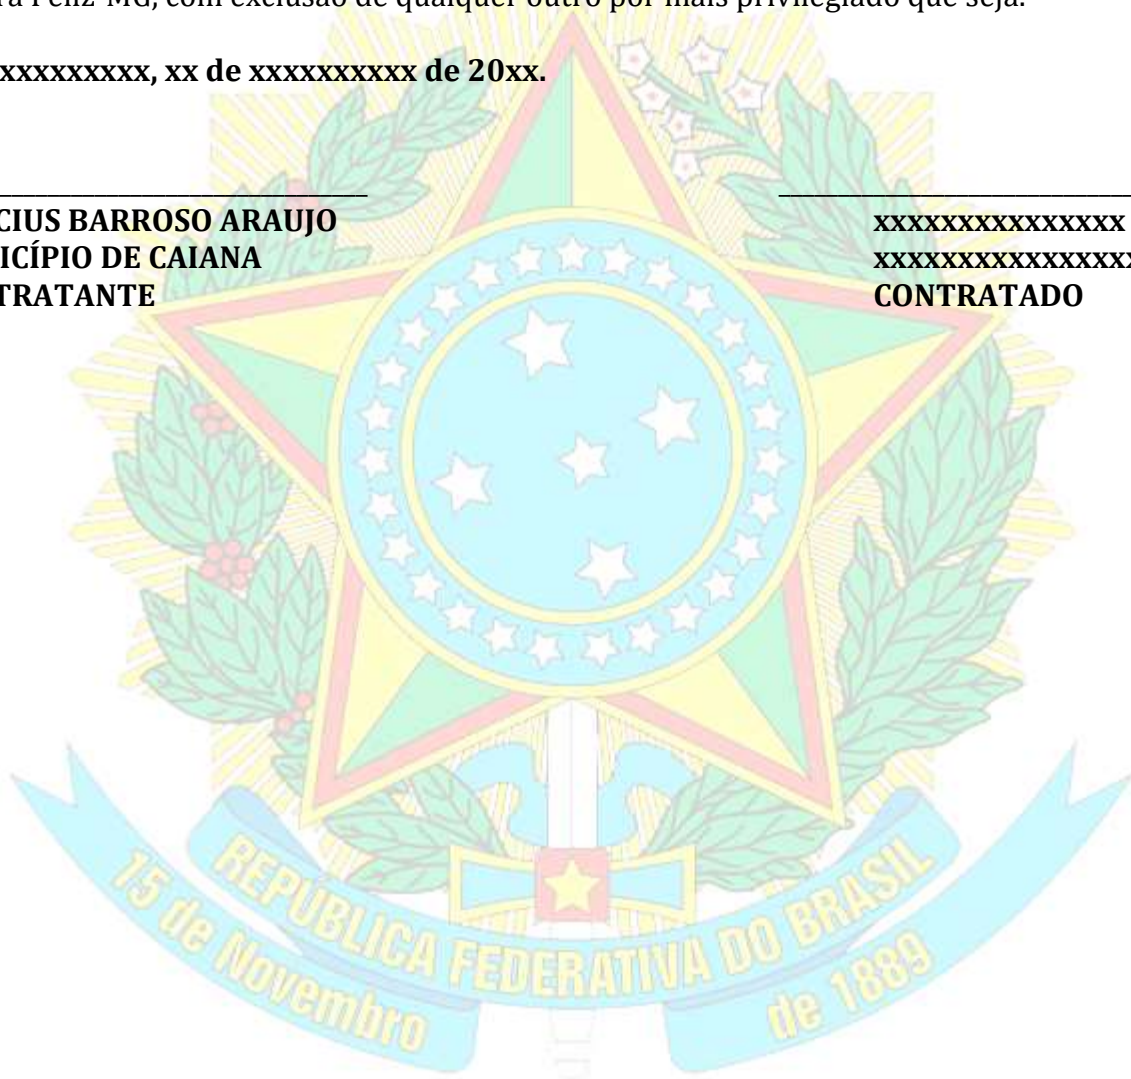 ra Feliz-MG, com exclusão de qualquer outro por mais privilegiado que seja.
xxxxxxxxx, xx de xxxxxxxxxx de 20xx.
CIUS BARROSO ARAUJO xxxxxxxxxxxxxxx
ICÍPIO DE CAIANA xxxxxxxxxxxxxxxx
TRATANTE CONTRATADO
REPÚBLICA FEDERATIVA DO BRASIL
15 de Novembro de 1889